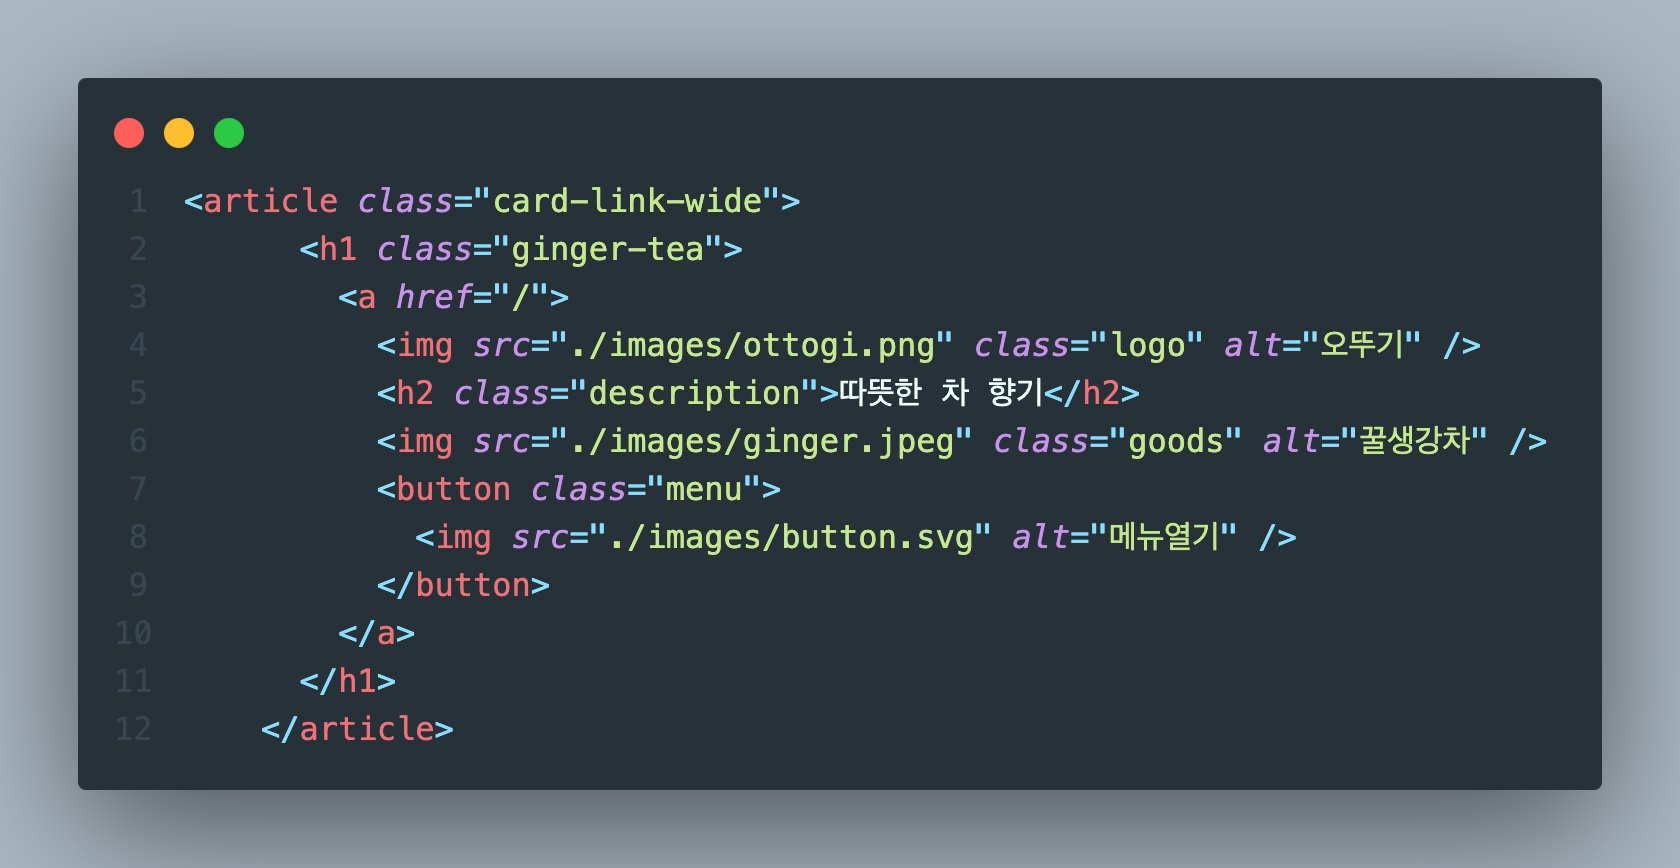 1 <article class="card-link-wide">
2 <h1 class="ginger-tea">
3 <a href="/">
4 <img src="./images/ottogi.png" class="logo" alt="오뚜기" />
5 <h2 class="description">따뜻한 차 향기</h2>
6 <img src="./images/ginger.jpeg" class="goods" alt="꿀생강차" />
7 <button class="menu">
8 <img src="./images/button.svg" alt="메뉴열기" />
9 </button>
10 </a>
11 </h1>
12 </article>